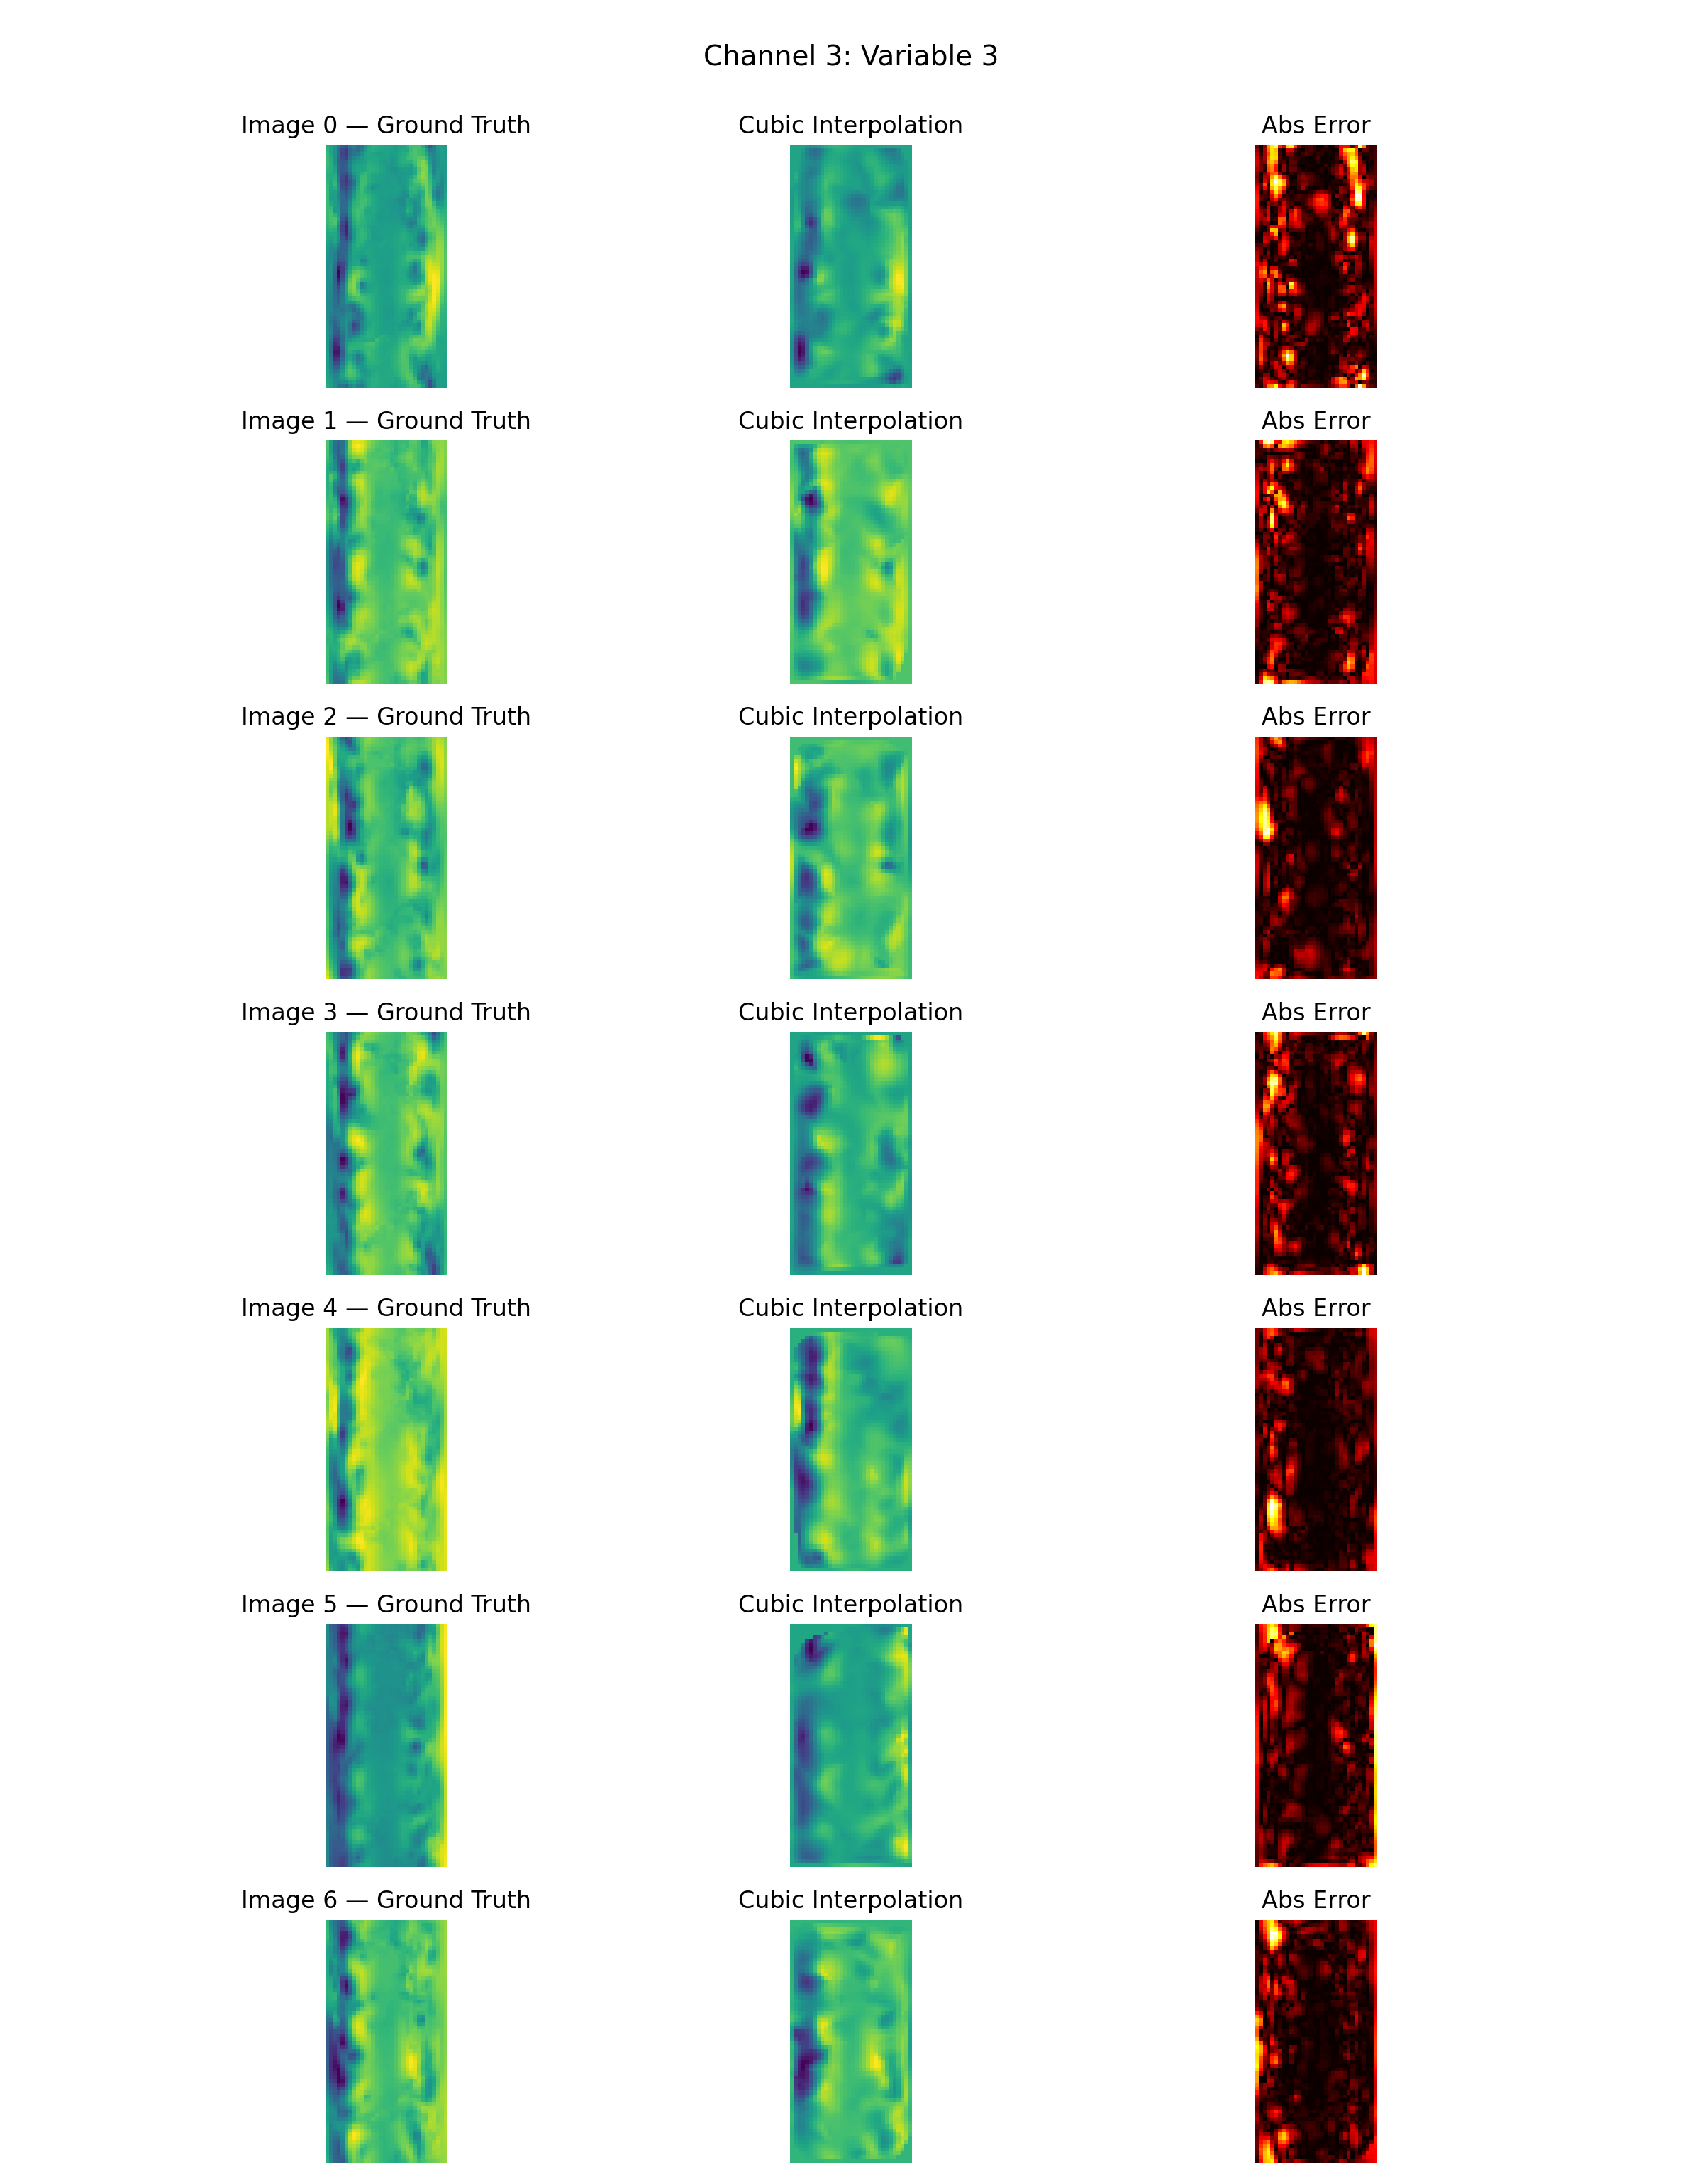 Channel 3: Variable 3
Image 0 — Ground Truth
Cubic Interpolation
Abs Error
Image 1 — Ground Truth
Cubic Interpolation
Abs Error
Image 2 — Ground Truth
Cubic Interpolation
Abs Error
Image 3 — Ground Truth
Cubic Interpolation
Abs Error
Image 4 — Ground Truth
Cubic Interpolation
Abs Error
Image 5 — Ground Truth
Cubic Interpolation
Abs Error
Image 6 — Ground Truth
Cubic Interpolation
Abs Error